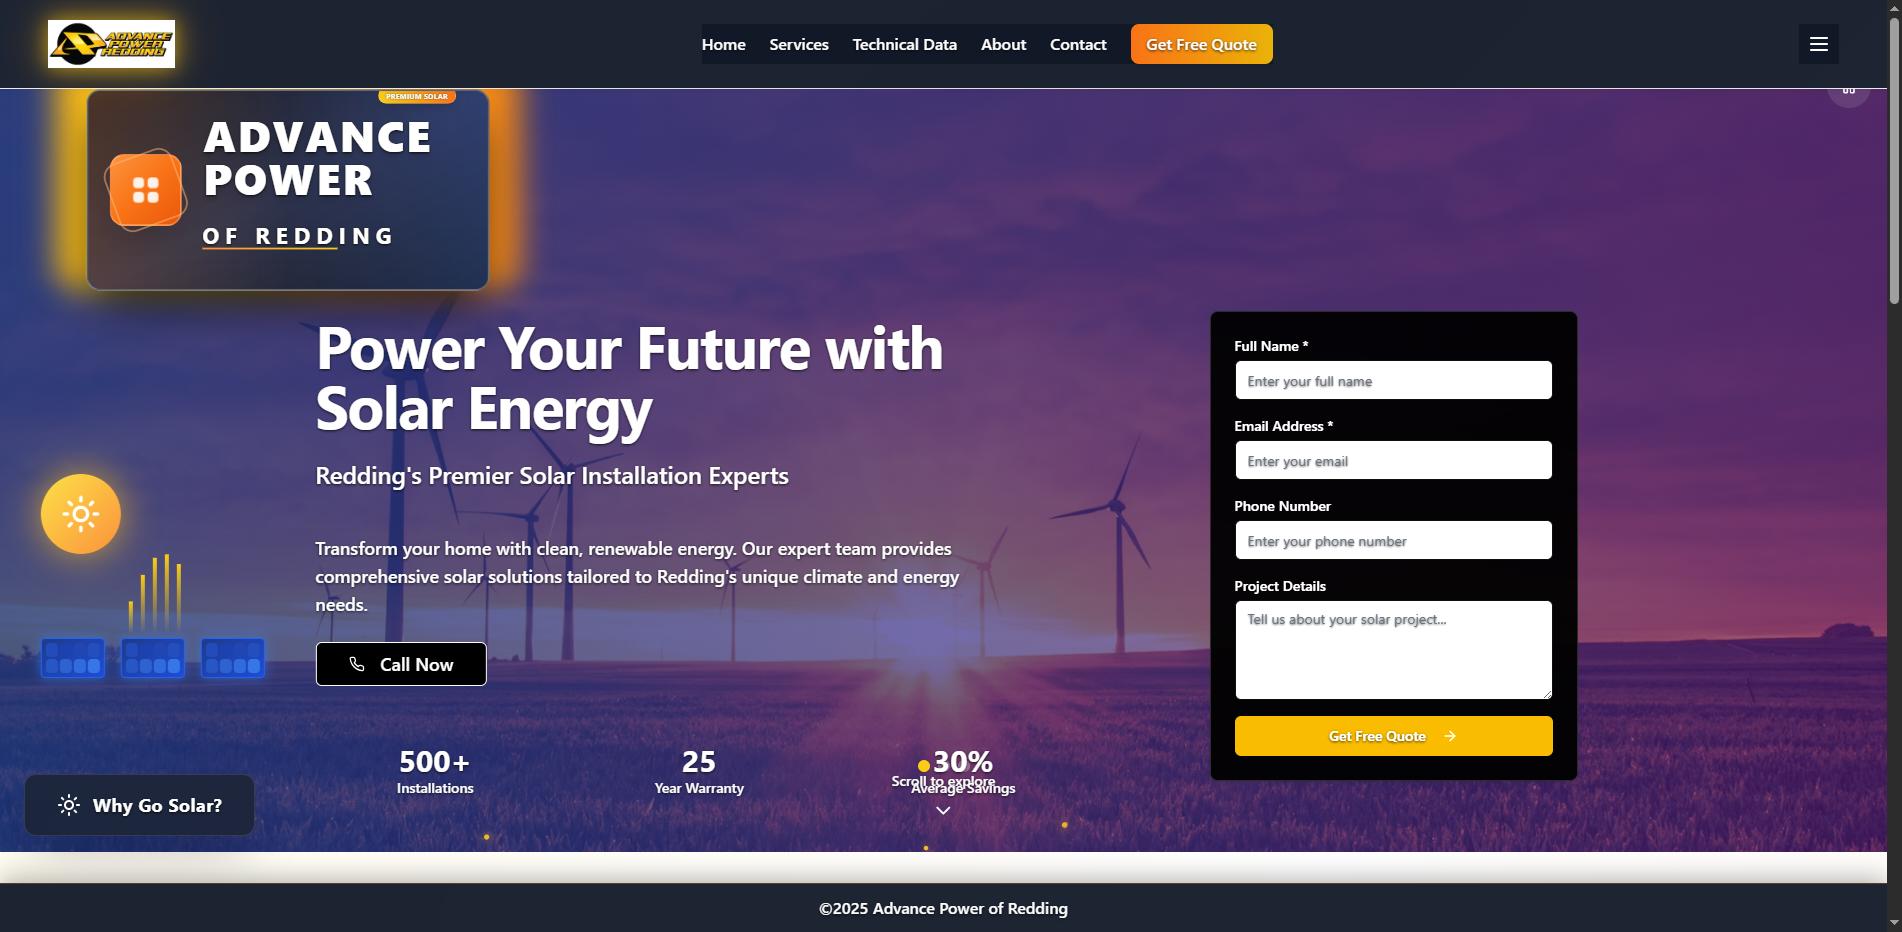 ADVANCE
POWER
REDDING
Home
Services
Technical Data
About
Contact
Get Free Quote
PREMIUM SOLAR
ADVANCE
POWER
OF REDDING
Power Your Future with
Solar Energy
Redding's Premier Solar Installation Experts
Transform your home with clean, renewable energy. Our expert team provides
comprehensive solar solutions tailored to Redding's unique climate and energy
needs.
Call Now
500+
Installations
25
Year Warranty
30%
Average Savings
Scroll to explore
Full Name *
Enter your full name
Email Address *
Enter your email
Phone Number
Enter your phone number
Project Details
Tell us about your solar project...
Get Free Quote
Why Go Solar?
©2025 Advance Power of Redding